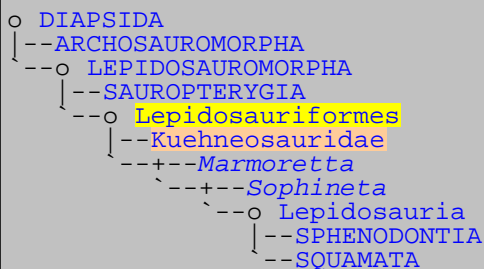 o DIAPSIDA
|--ARCHOSAUROMORPHA
`--o LEPIDOSAUROMORPHA
   |--SAUROPTERYGIA
   `--o Lepidosauriformes
      |--Kuehneosauridae
      `--+--Marmoretta
         `--+--Sophineta
            `--o Lepidosauria
               |--SPHENODONTIA
               `--SQUAMATA